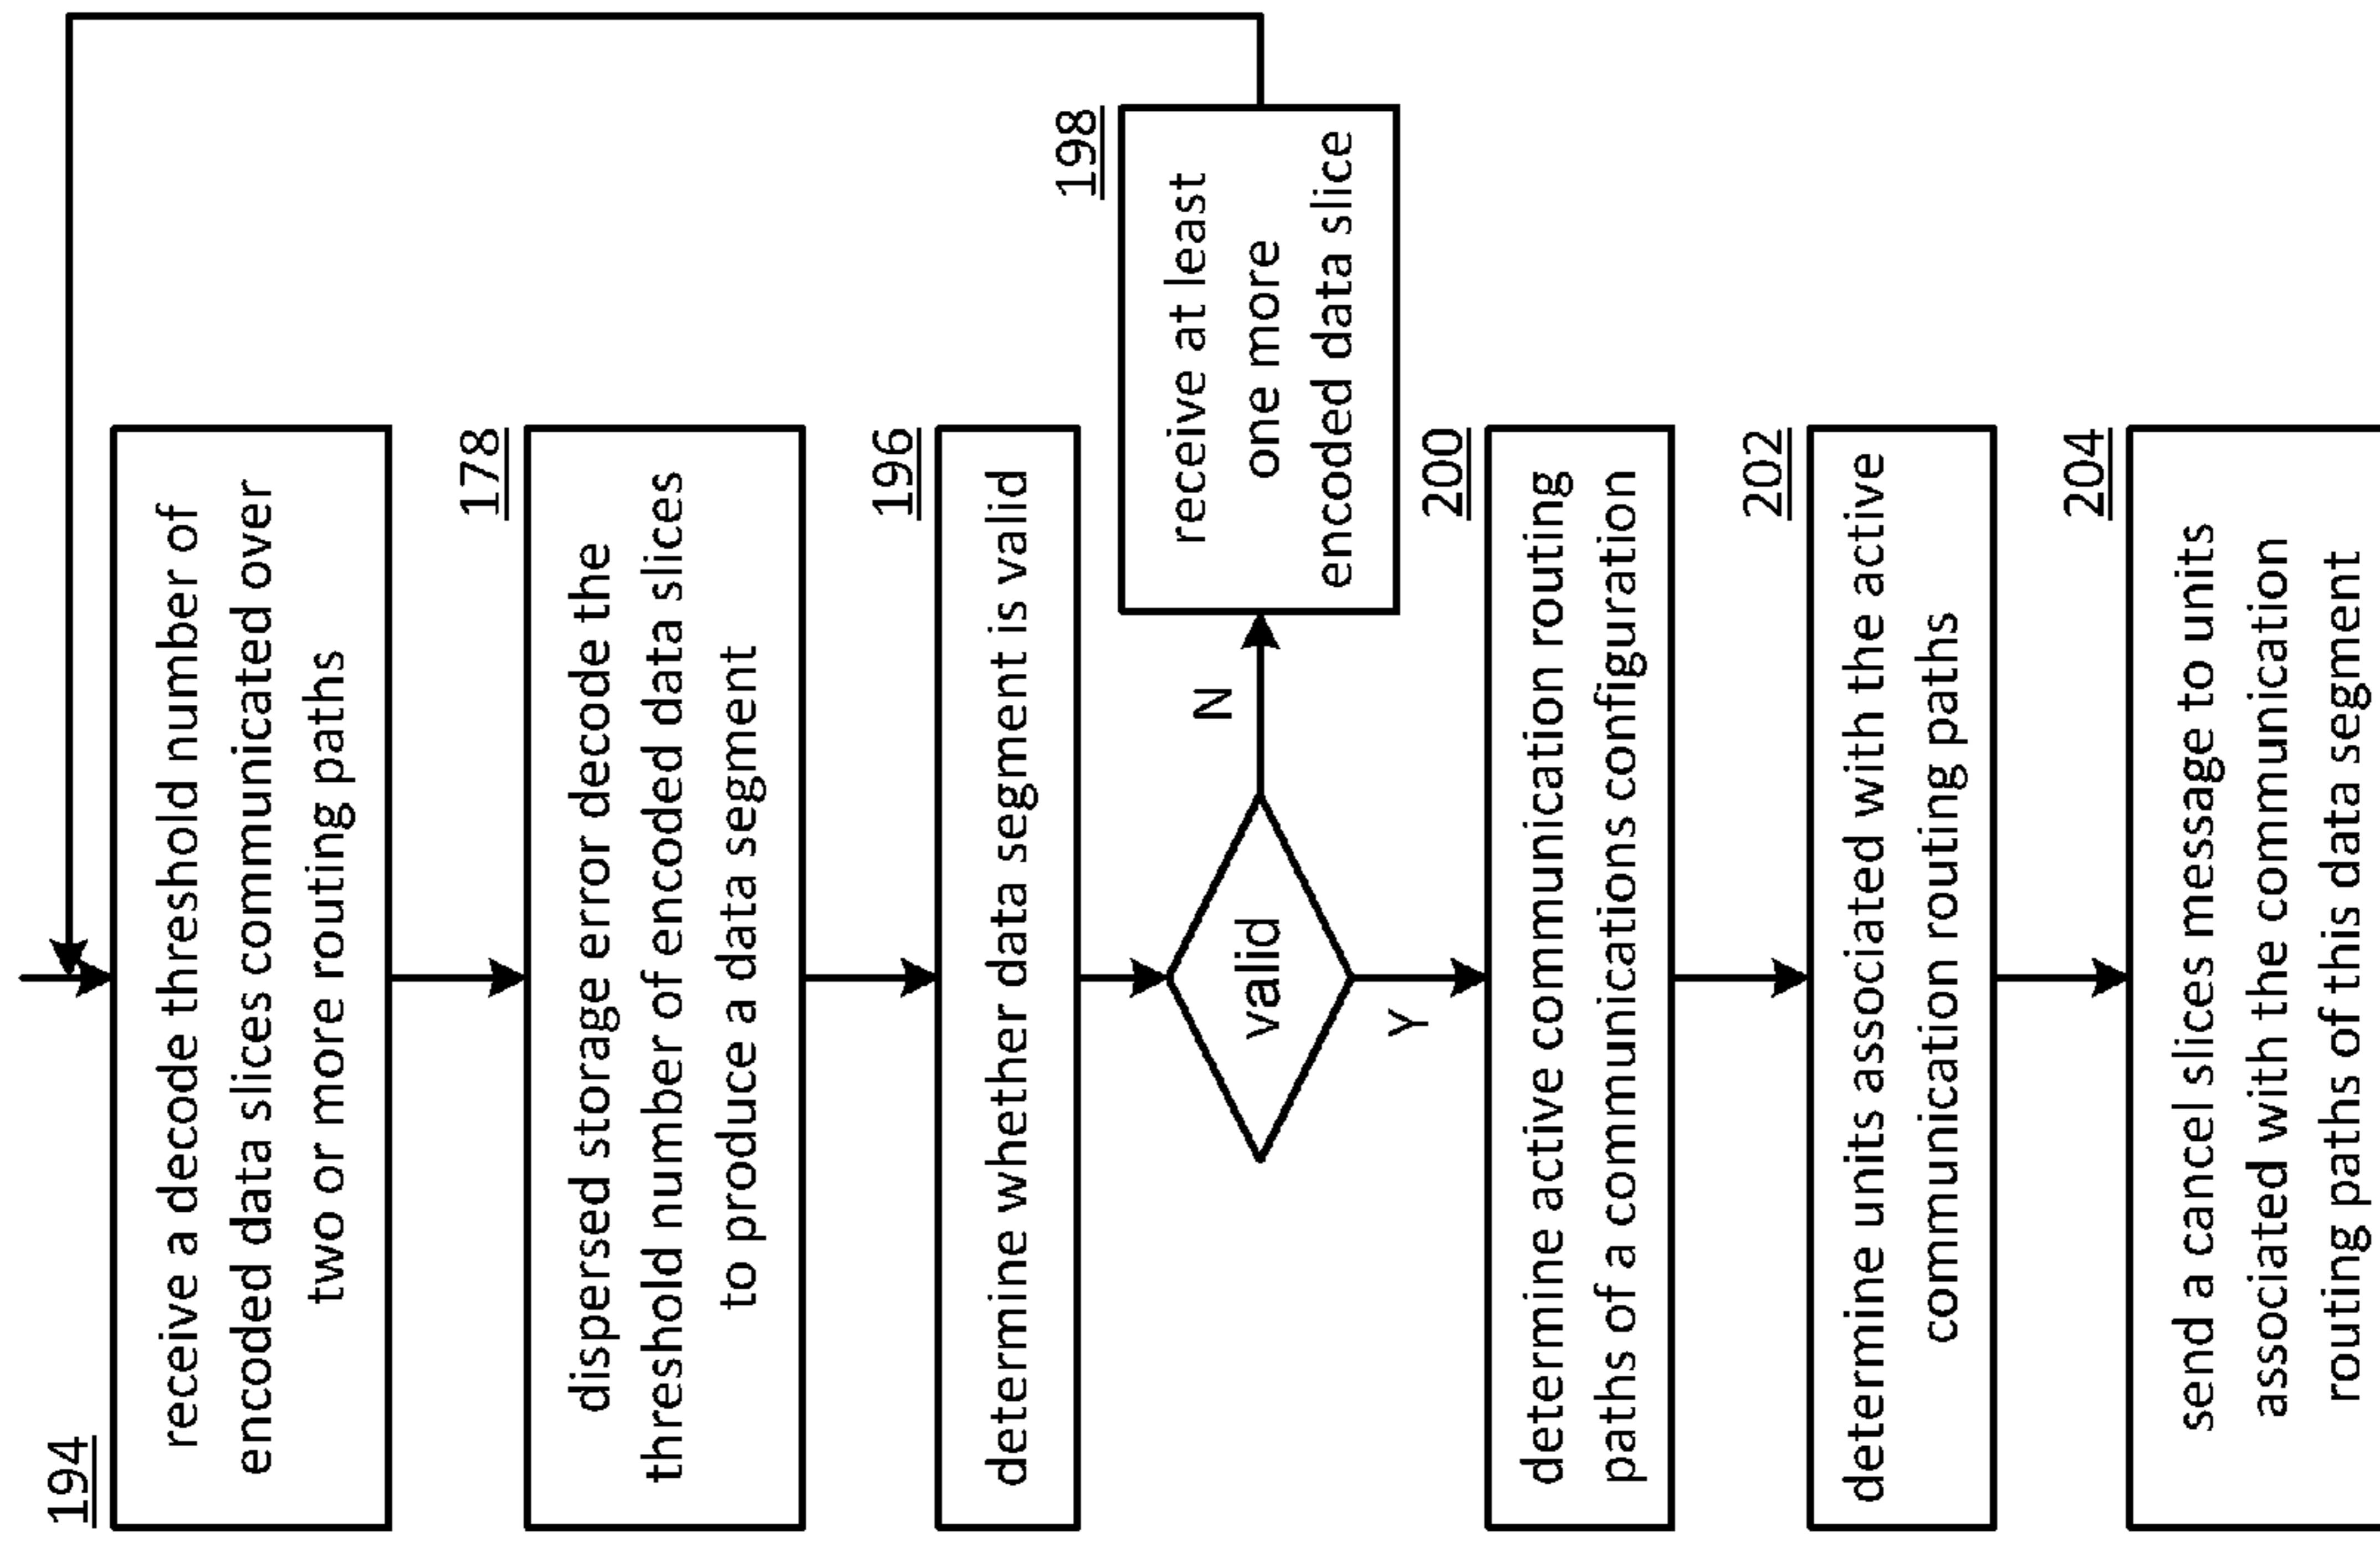 194
receive a decode threshold number of
encoded data slices communicated over
two or more routing paths
178
dispersed storage error decode the
threshold number of encoded data slices
to produce a data segment
196
determine whether data segment is valid
valid
N
198
receive at least
one more
encoded data slice
Y
200
determine active communication routing
paths of a communications configuration
202
determine units associated with the active
communication routing paths
204
send a cancel slices message to units
associated with the communication
routing paths of this data segment